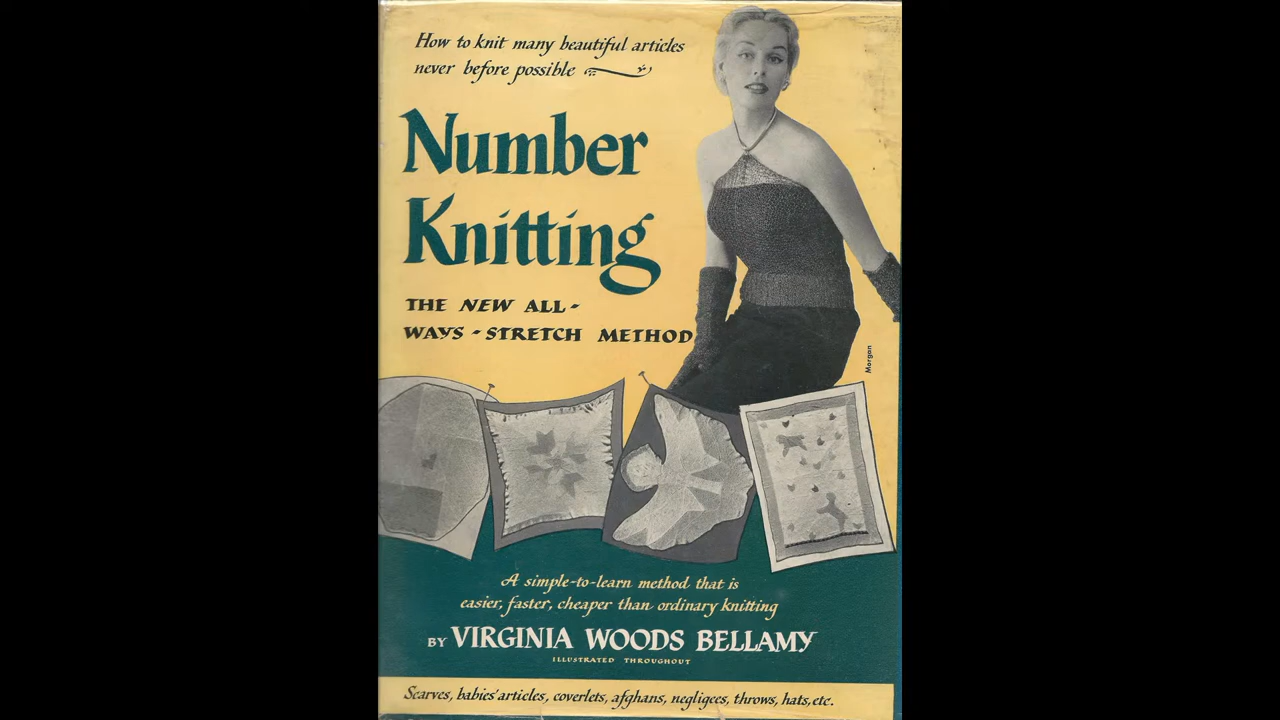 How to knit many beautiful articles
never before possible
Number
Knitting
THE NEW ALL-
WAYS-STRETCH METHOD
Morgan
A simple-to-learn method that is
easier, faster, cheaper than ordinary knitting
BY VIRGINIA WOODS BELLAMY
ILLUSTRATED THROUGHOUT
Scarves, babies' articles, coverlets, afghans, negligees, throws, hats, etc.